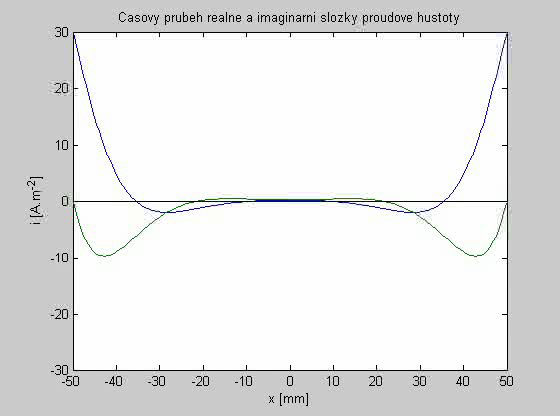 Casovy prubeh realne a imaginarni slozky proudove hustoty
30
20
10
0
-10
-20
-30
i [A.m-2]
-50 -40 -30 -20 -10 0 10 20 30 40 50
x [mm]